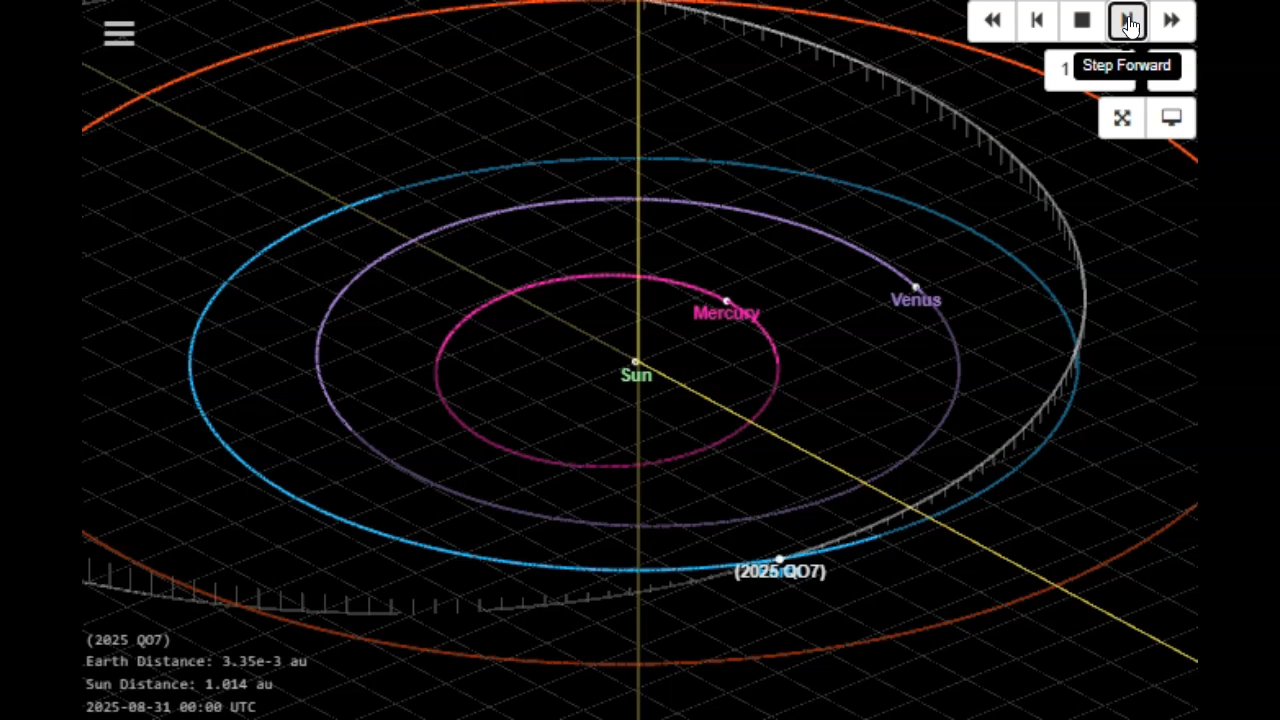 1
Step Forward
Venus
Mercury
Sun
(2025 QO7)
(2025 QO7)
Earth Distance: 3.35e-3 au
Sun Distance: 1.014 au
2025-08-31 00:00 UTC